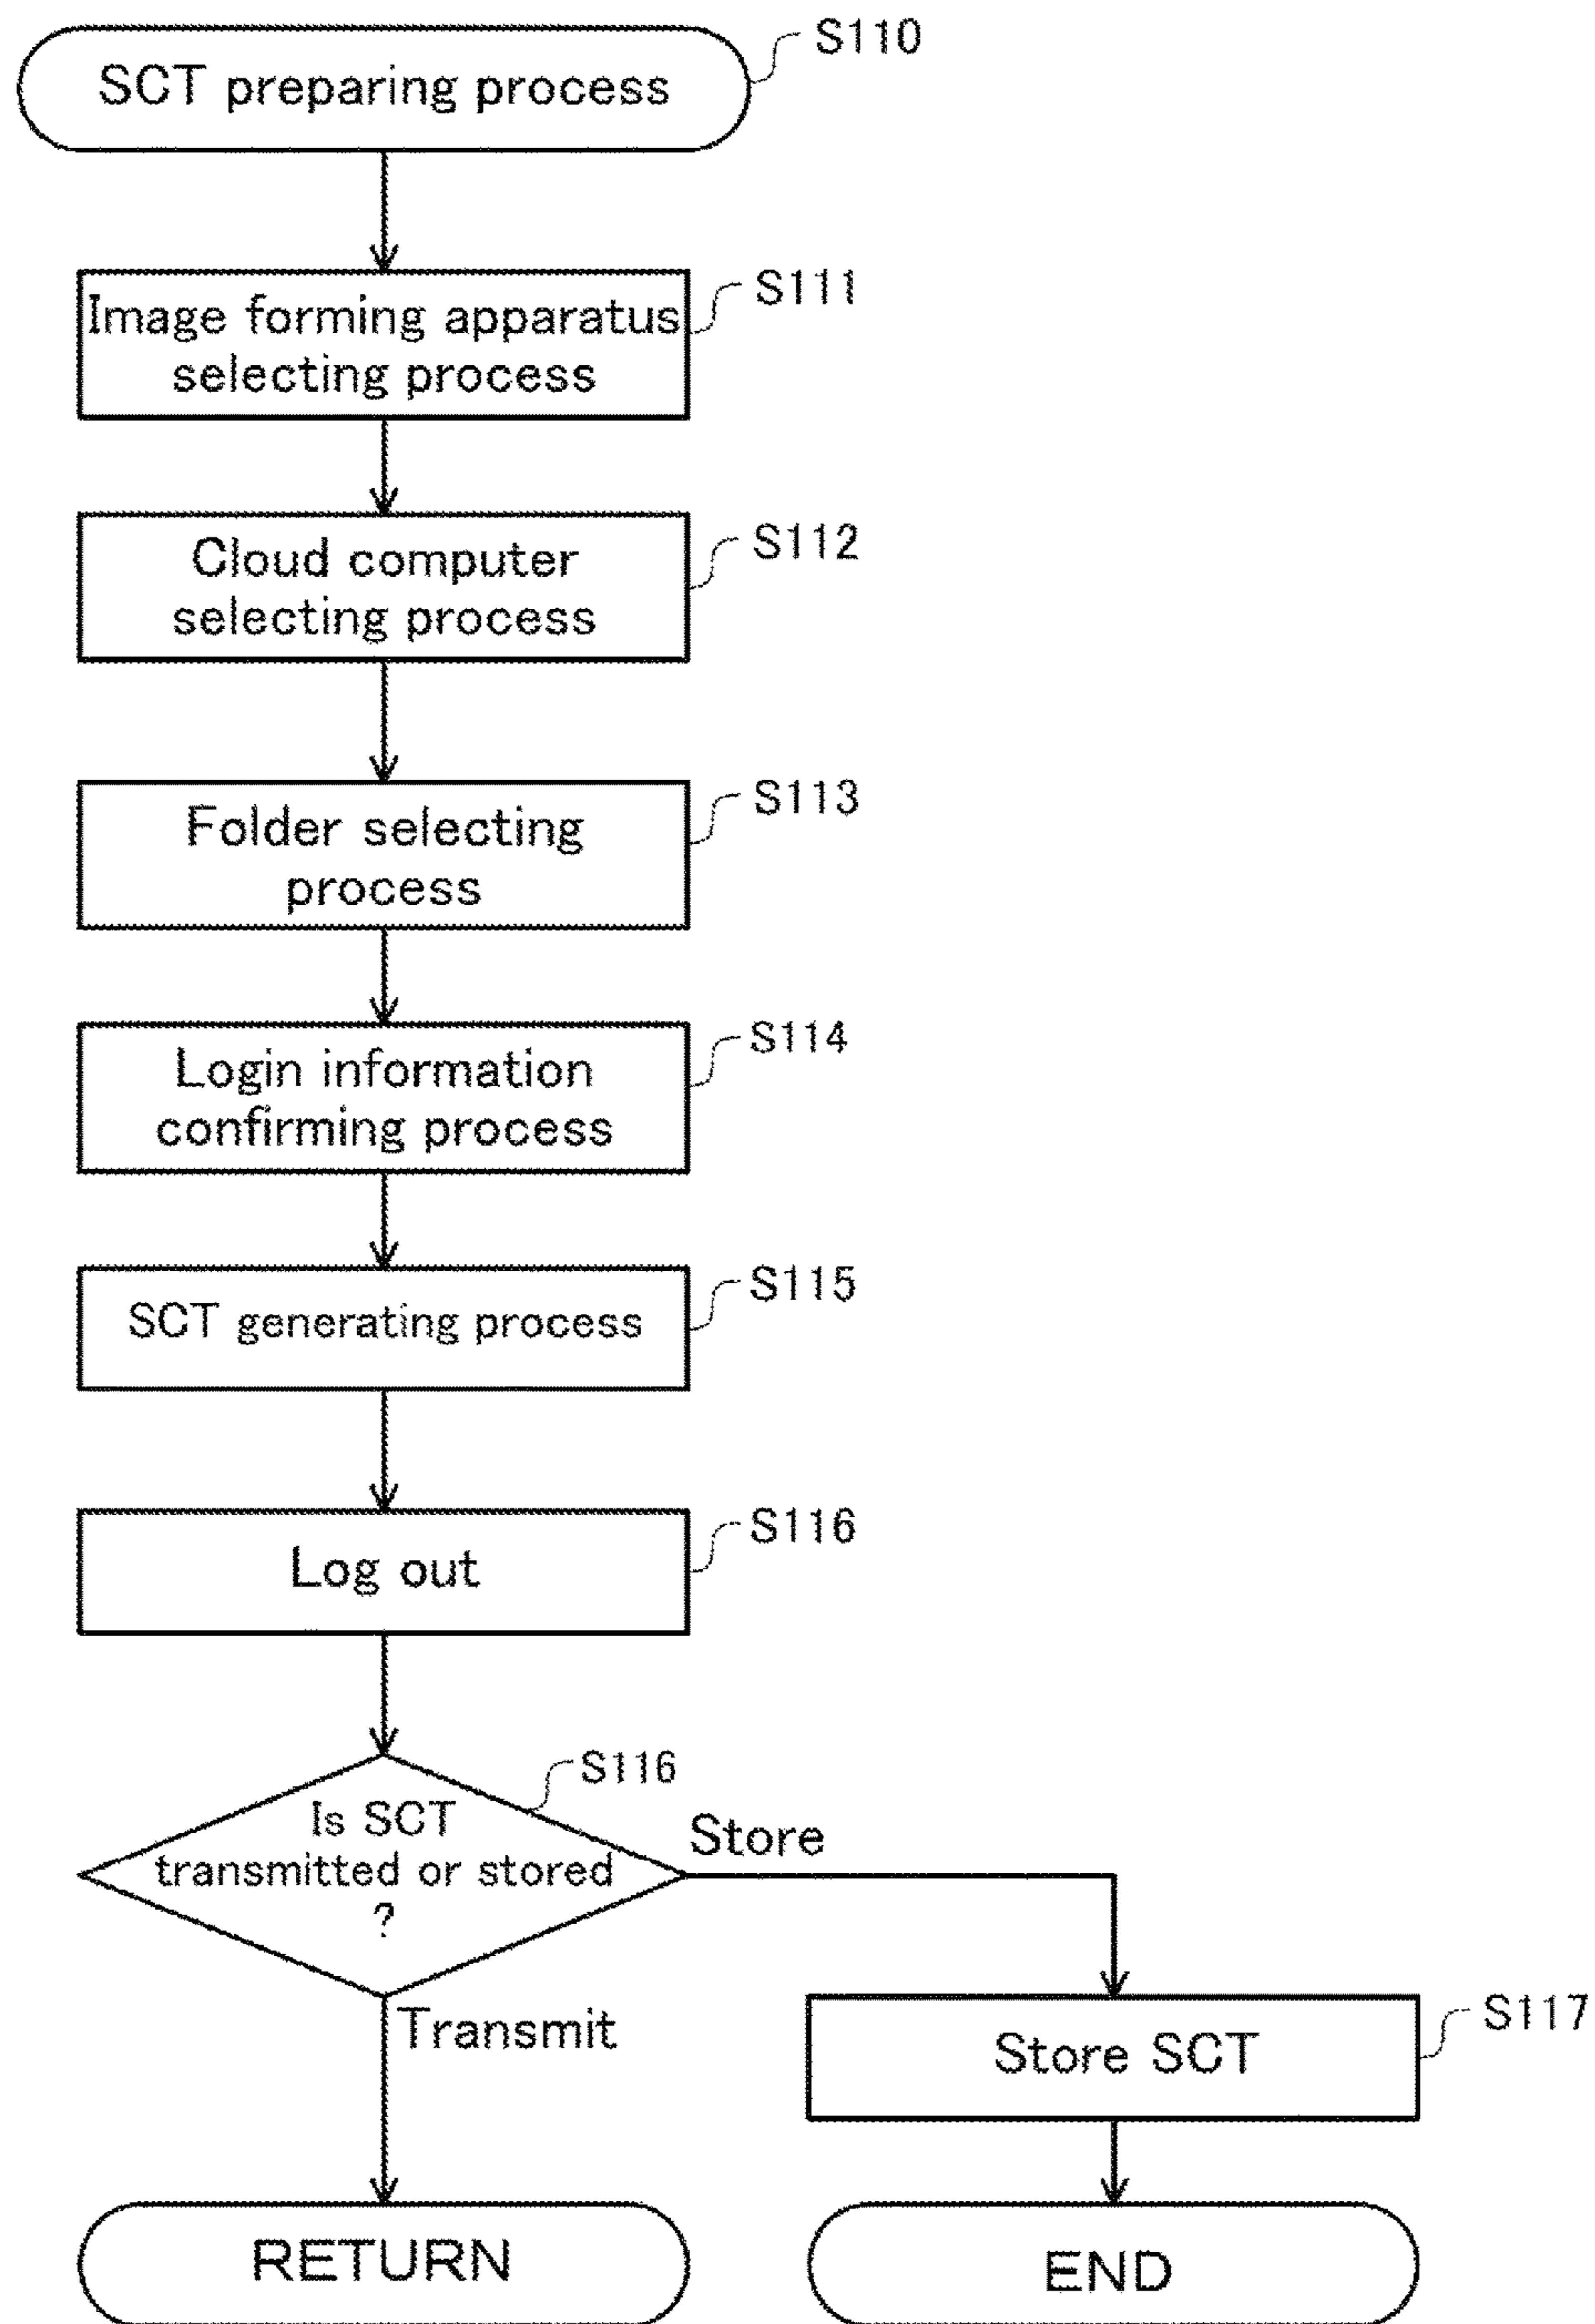 S110
SCT preparing process
S111
Image forming apparatus
selecting process
S112
Cloud computer
selecting process
S113
Folder selecting
process
S114
Login information
confirming process
S115
SCT generating process
S116
Log out
S116
Is SCT
transmitted or stored
?
Store
Transmit
S117
Store SCT
RETURN
END